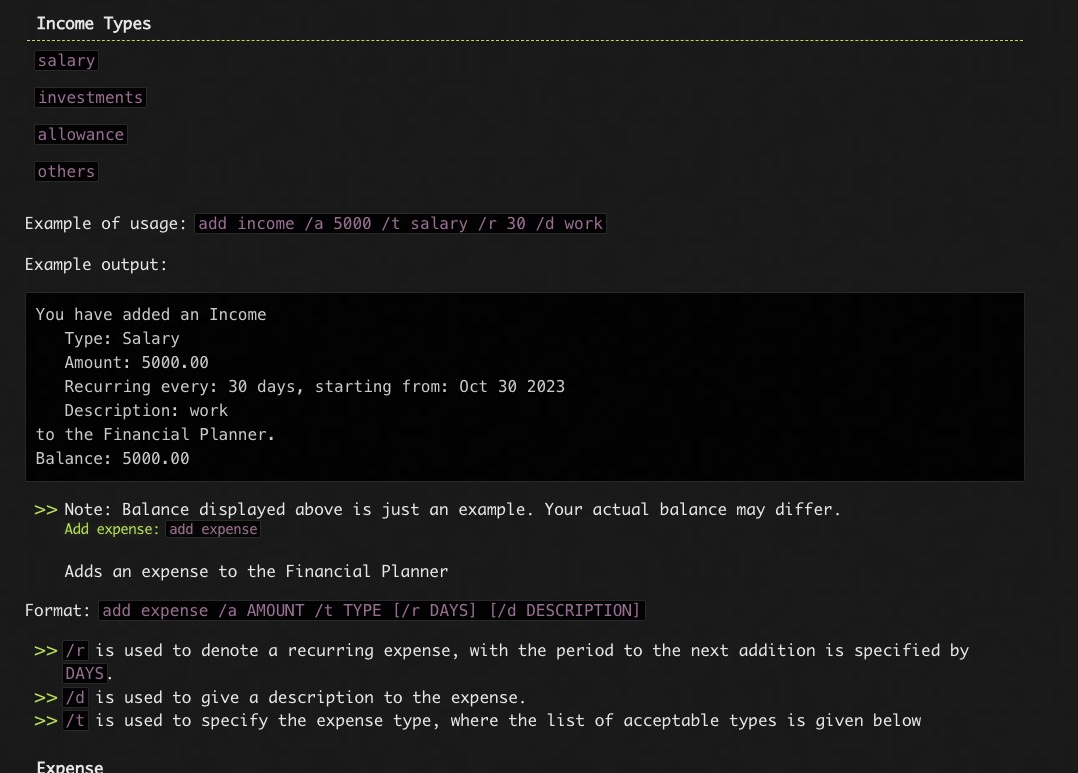 Income Types
salary
investments
allowance
others
Example of usage: add income /a 5000 /t salary /r 30 /d work
Example output:
You have added an Income
Type: Salary
Amount: 5000.00
Recurring every: 30 days, starting from: Oct 30 2023
Description: work
to the Financial Planner.
Balance: 5000.00
>> Note: Balance displayed above is just an example. Your actual balance may differ.
Add expense: add expense
Adds an expense to the Financial Planner
Format: add expense /a AMOUNT /t TYPE [/r DAYS] [/d DESCRIPTION]
>> /r is used to denote a recurring expense, with the period to the next addition is specified by
DAYS.
>> /d is used to give a description to the expense.
>> /t is used to specify the expense type, where the list of acceptable types is given below
Expense